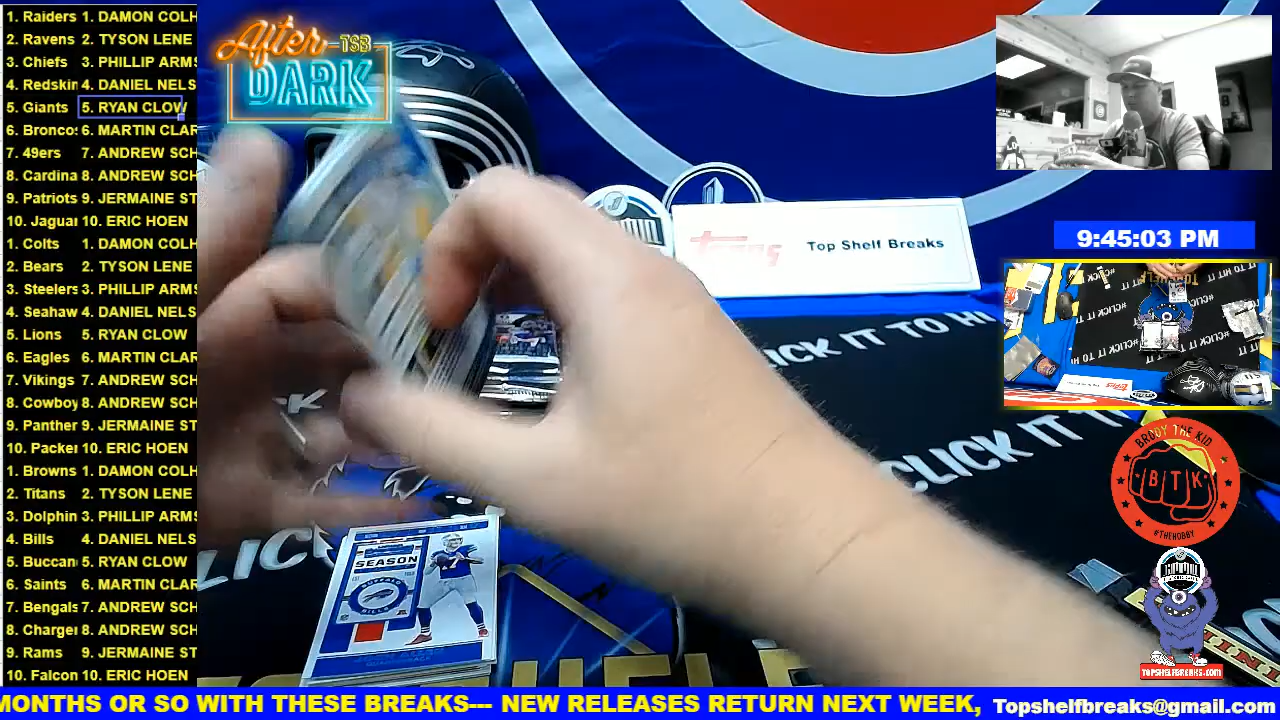 1. Raiders 1. DAMON COLH
2. Ravens 2. TYSON LENE
3. Chiefs 3. PHILLIP ARMS
4. Redskin 4. DANIEL NELS
5. Giants 5. RYAN CLOW
6. Broncos 6. MARTIN CLAR
7. 49ers 7. ANDREW SCH
8. Cardina 8. ANDREW SCH
9. Patriots 9. JERMAINE ST
10. Jaguar 10. ERIC HOEN
1. Colts 1. DAMON COLH
2. Bears 2. TYSON LENE
3. Steelers 3. PHILLIP ARMS
4. Seahaw 4. DANIEL NELS
5. Lions 5. RYAN CLOW
6. Eagles 6. MARTIN CLAR
7. Vikings 7. ANDREW SCH
8. Cowboy 8. ANDREW SCH
9. Panther 9. JERMAINE ST
10. Packer 10. ERIC HOEN
1. Browns 1. DAMON COLH
2. Titans 2. TYSON LENE
3. Dolphin 3. PHILLIP ARMS
4. Bills 4. DANIEL NELS
5. Buccan 5. RYAN CLOW
6. Saints 6. MARTIN CLAR
7. Bengals 7. ANDREW SCH
8. Charger 8. ANDREW SCH
9. Rams 9. JERMAINE ST
10. Falcon 10. ERIC HOEN
After TSB
DARK
topps
Top Shelf Breaks
9:45:03 PM
CLICK IT TO HI
CLICK IT T
SEASON
BUFFALO
BILLS
BRODY THE KID
BTK
#THEHOBBY
TOPSHELFBREAKS.COM
MONTHS OR SO WITH THESE BREAKS--- NEW RELEASES RETURN NEXT WEEK,
Topshelfbreaks@gmail.com